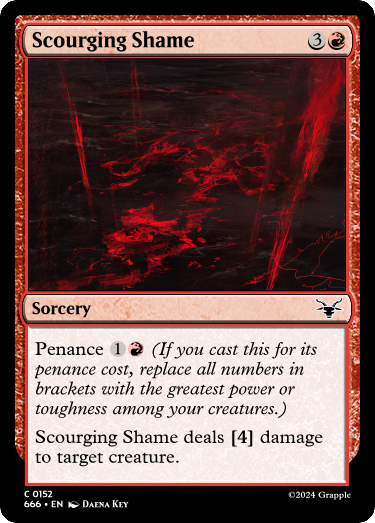 Scourging Shame 3
Sorcery
Penance 1 (If you cast this for its
penance cost, replace all numbers in
brackets with the greatest power or
toughness among your creatures.)
Scourging Shame deals [4] damage
to target creature.
C 0152
666 • EN Daena Key
©2024 Grapple